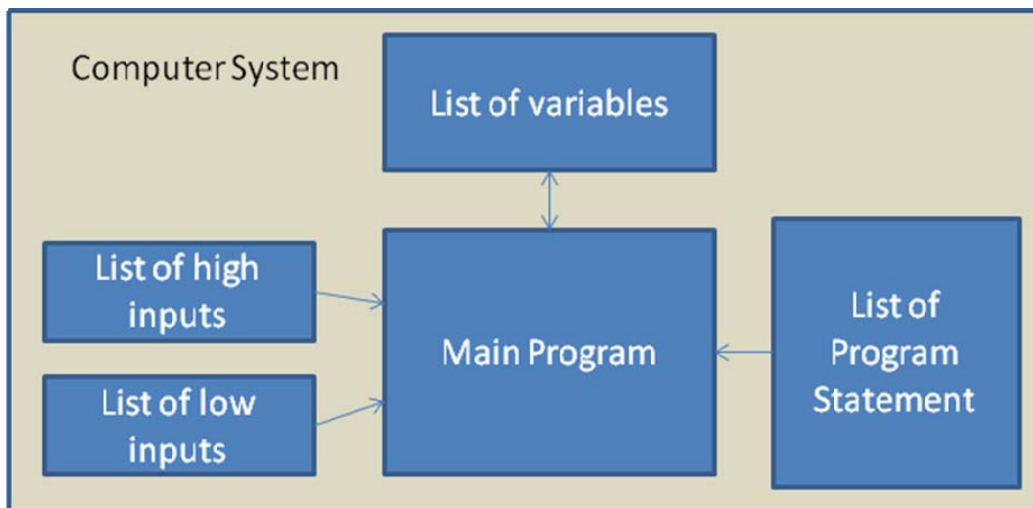 Computer System
List of variables
List of high
inputs
Main Program
List of
Program
Statement
List of low
inputs